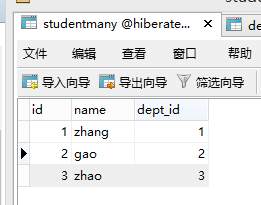 studentmany @hiberate...
de
文件 编辑 查看 窗口 帮助
导入向导 导出向导 筛选向导
id name dept_id
1 zhang 1
2 gao 2
3 zhao 3